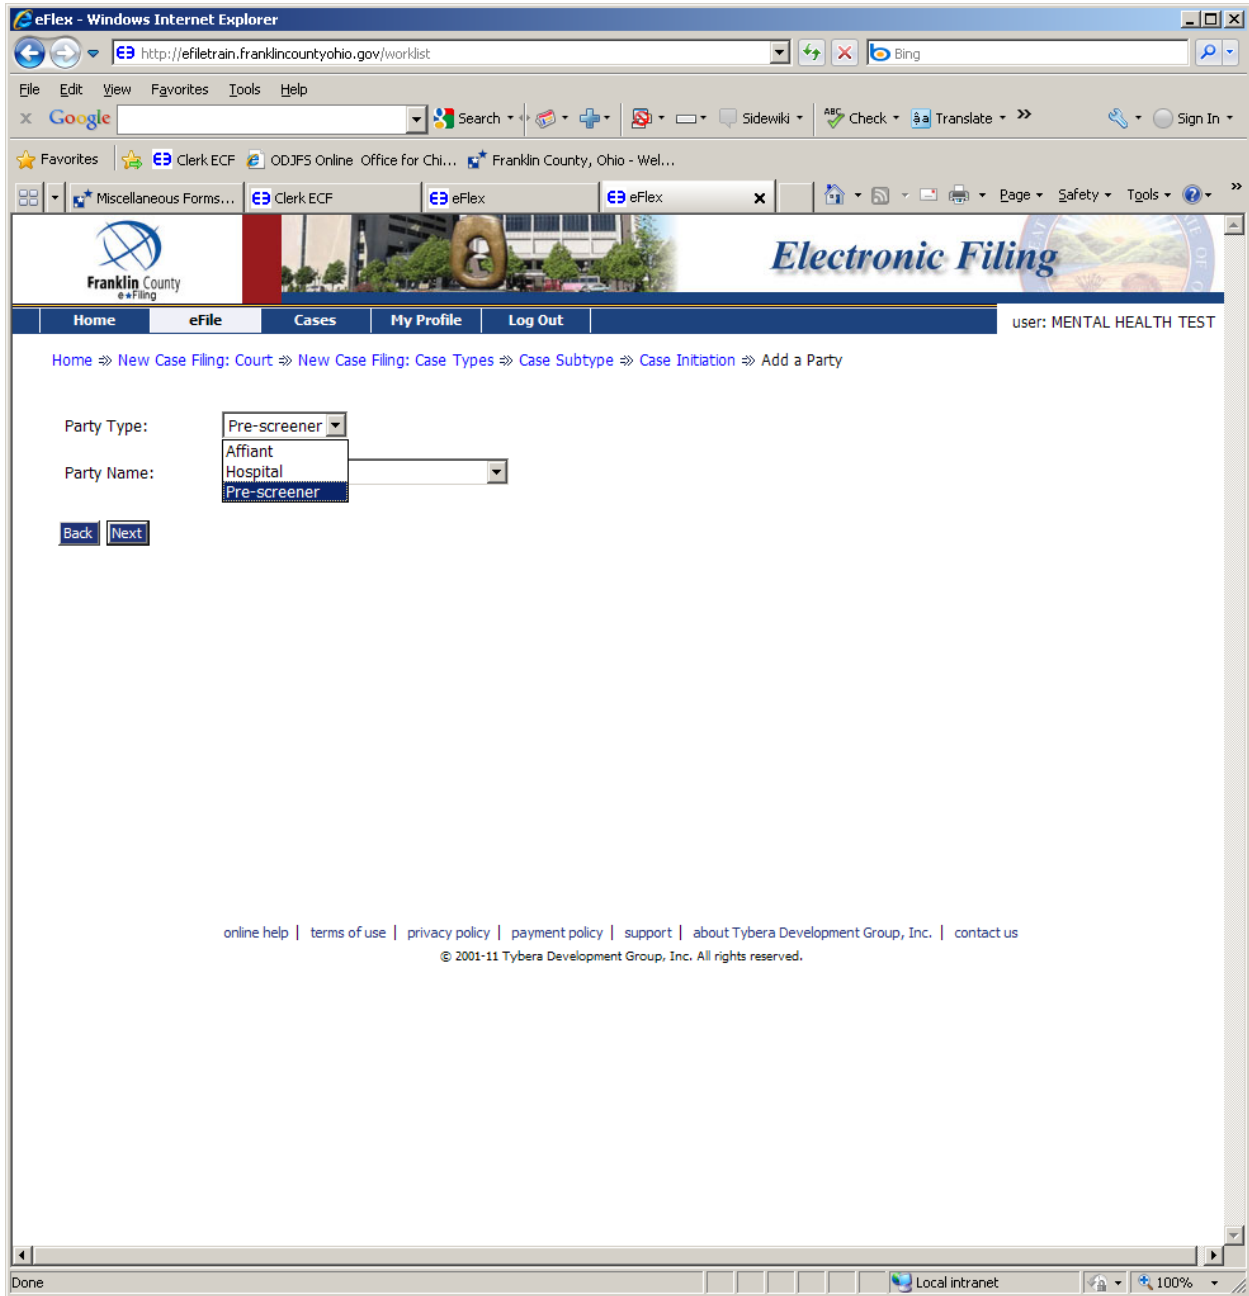 eFlex - Windows Internet Explorer
http://efiletrain.franklincountyohio.gov/worklist
Bing
File Edit View Favorites Tools Help
x Google Search Sidewiki Check Translate >> Sign In
Favorites Clerk ECF ODJFS Online Office for Chi... Franklin County, Ohio - Wel...
Miscellaneous Forms... Clerk ECF eFlex eFlex x Page Safety Tools >>
Franklin County
e★Filing
Electronic Filing
Home eFile Cases My Profile Log Out
user: MENTAL HEALTH TEST
Home ⇒ New Case Filing: Court ⇒ New Case Filing: Case Types ⇒ Case Subtype ⇒ Case Initiation ⇒ Add a Party
Party Type: Pre-screener
Affiant
Party Name: Hospital
Pre-screener
Back Next
online help | terms of use | privacy policy | payment policy | support | about Tybera Development Group, Inc. | contact us
© 2001-11 Tybera Development Group, Inc. All rights reserved.
Done Local intranet 100%